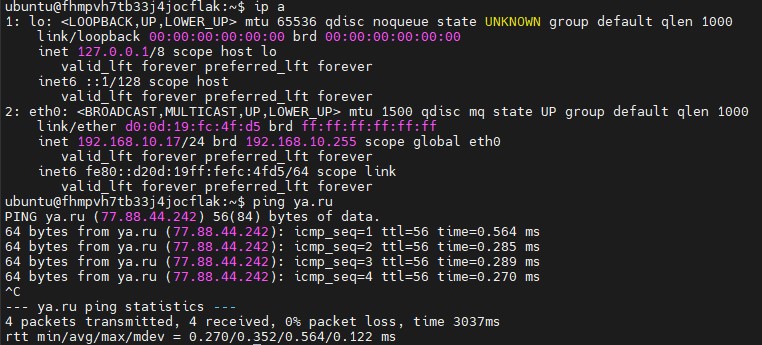 ubuntu@fhmpvh7tb33j4jocflak:~$ ip a
1: lo: <LOOPBACK,UP,LOWER_UP> mtu 65536 qdisc noqueue state UNKNOWN group default qlen 1000
    link/loopback 00:00:00:00:00:00 brd 00:00:00:00:00:00
    inet 127.0.0.1/8 scope host lo
       valid_lft forever preferred_lft forever
    inet6 ::1/128 scope host
       valid_lft forever preferred_lft forever
2: eth0: <BROADCAST,MULTICAST,UP,LOWER_UP> mtu 1500 qdisc mq state UP group default qlen 1000
    link/ether d0:0d:19:fc:4f:d5 brd ff:ff:ff:ff:ff:ff
    inet 192.168.10.17/24 brd 192.168.10.255 scope global eth0
       valid_lft forever preferred_lft forever
    inet6 fe80::d20d:19ff:fefc:4fd5/64 scope link
       valid_lft forever preferred_lft forever
ubuntu@fhmpvh7tb33j4jocflak:~$ ping ya.ru
PING ya.ru (77.88.44.242) 56(84) bytes of data.
64 bytes from ya.ru (77.88.44.242): icmp_seq=1 ttl=56 time=0.564 ms
64 bytes from ya.ru (77.88.44.242): icmp_seq=2 ttl=56 time=0.285 ms
64 bytes from ya.ru (77.88.44.242): icmp_seq=3 ttl=56 time=0.289 ms
64 bytes from ya.ru (77.88.44.242): icmp_seq=4 ttl=56 time=0.270 ms
^C
--- ya.ru ping statistics ---
4 packets transmitted, 4 received, 0% packet loss, time 3037ms
rtt min/avg/max/mdev = 0.270/0.352/0.564/0.122 ms